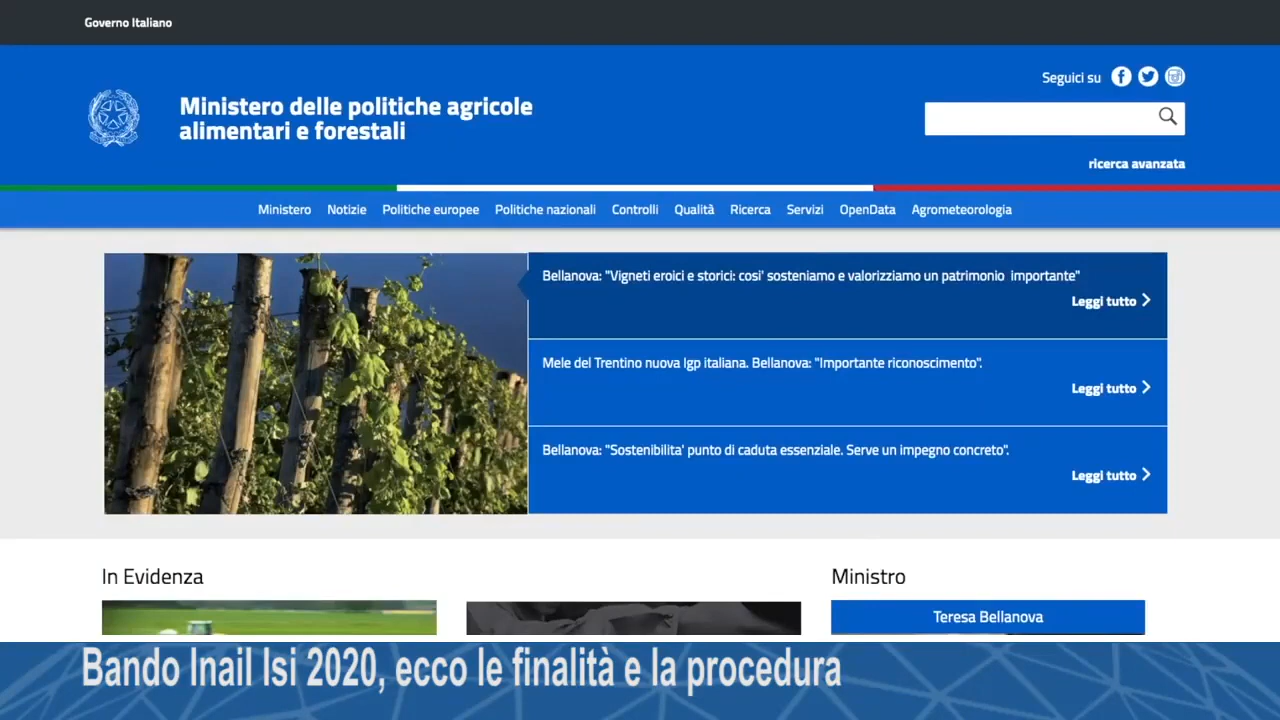 Governo Italiano
Seguici su
Ministero delle politiche agricole
alimentari e forestali
ricerca avanzata
Ministero Notizie Politiche europee Politiche nazionali Controlli Qualità Ricerca Servizi OpenData Agrometeorologia
Bellanova: "Vigneti eroici e storici: cosi' sosteniamo e valorizziamo un patrimonio importante"
Leggi tutto
Mele del Trentino nuova Igp italiana. Bellanova: "Importante riconoscimento".
Leggi tutto
Bellanova: "Sostenibilita' punto di caduta essenziale. Serve un impegno concreto".
Leggi tutto
In Evidenza
Ministro
Teresa Bellanova
Bando Inail Isi 2020, ecco le finalità e la procedura